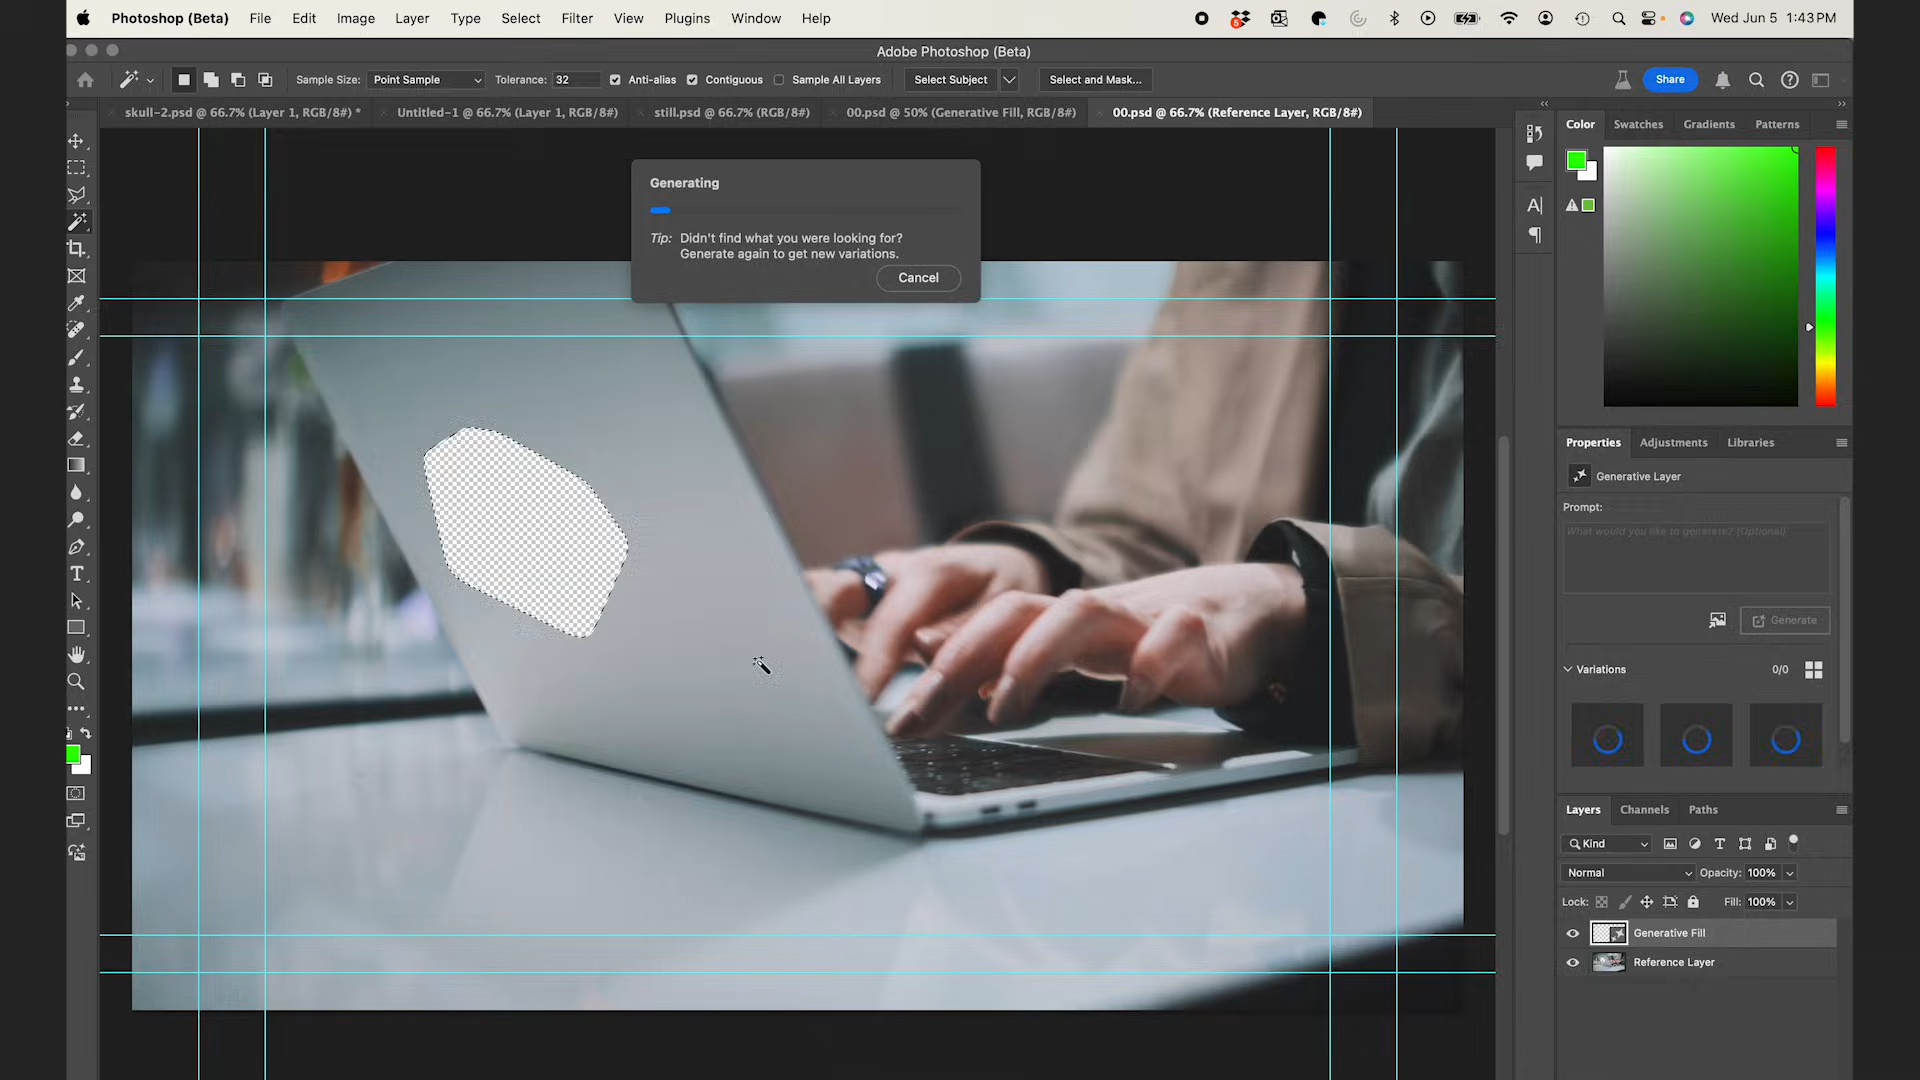 Photoshop (Beta) File Edit Image Layer Type Select Filter View Plugins Window Help
5
Wed Jun 5 1:43 PM
Adobe Photoshop (Beta)
Sample Size: Point Sample Tolerance: 32 Anti-alias Contiguous Sample All Layers Select Subject Select and Mask... Share
skull-2.psd @ 66.7% (Layer 1, RGB/8#) * Untitled-1 @ 66.7% (Layer 1, RGB/8#) still.psd @ 66.7% (RGB/8#) 00.psd @ 50% (Generative Fill, RGB/8#) 00.psd @ 66.7% (Reference Layer, RGB/8#)
Color Swatches Gradients Patterns
Generating
Tip: Didn't find what you were looking for?
Generate again to get new variations.
Cancel
Properties Adjustments Libraries
Generative Layer
Prompt:
What would you like to generate? (Optional)
Generate
Variations 0/0
Layers Channels Paths
Kind
Normal Opacity: 100%
Lock: Fill: 100%
Generative Fill
Reference Layer